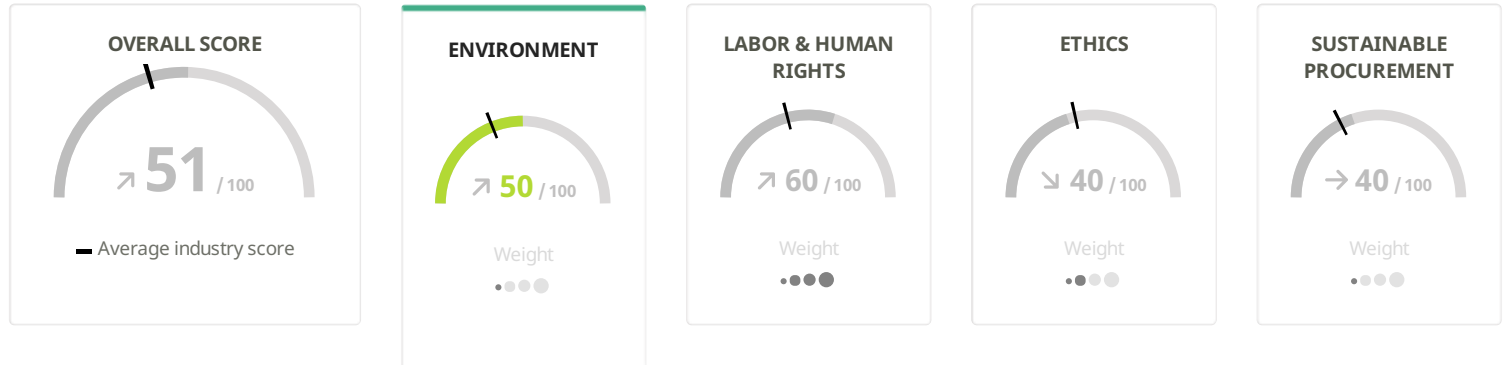 OVERALL SCORE
51 / 100
Average industry score
ENVIRONMENT
50 / 100
Weight
LABOR & HUMAN
RIGHTS
60 / 100
Weight
ETHICS
40 / 100
Weight
SUSTAINABLE
PROCUREMENT
40 / 100
Weight